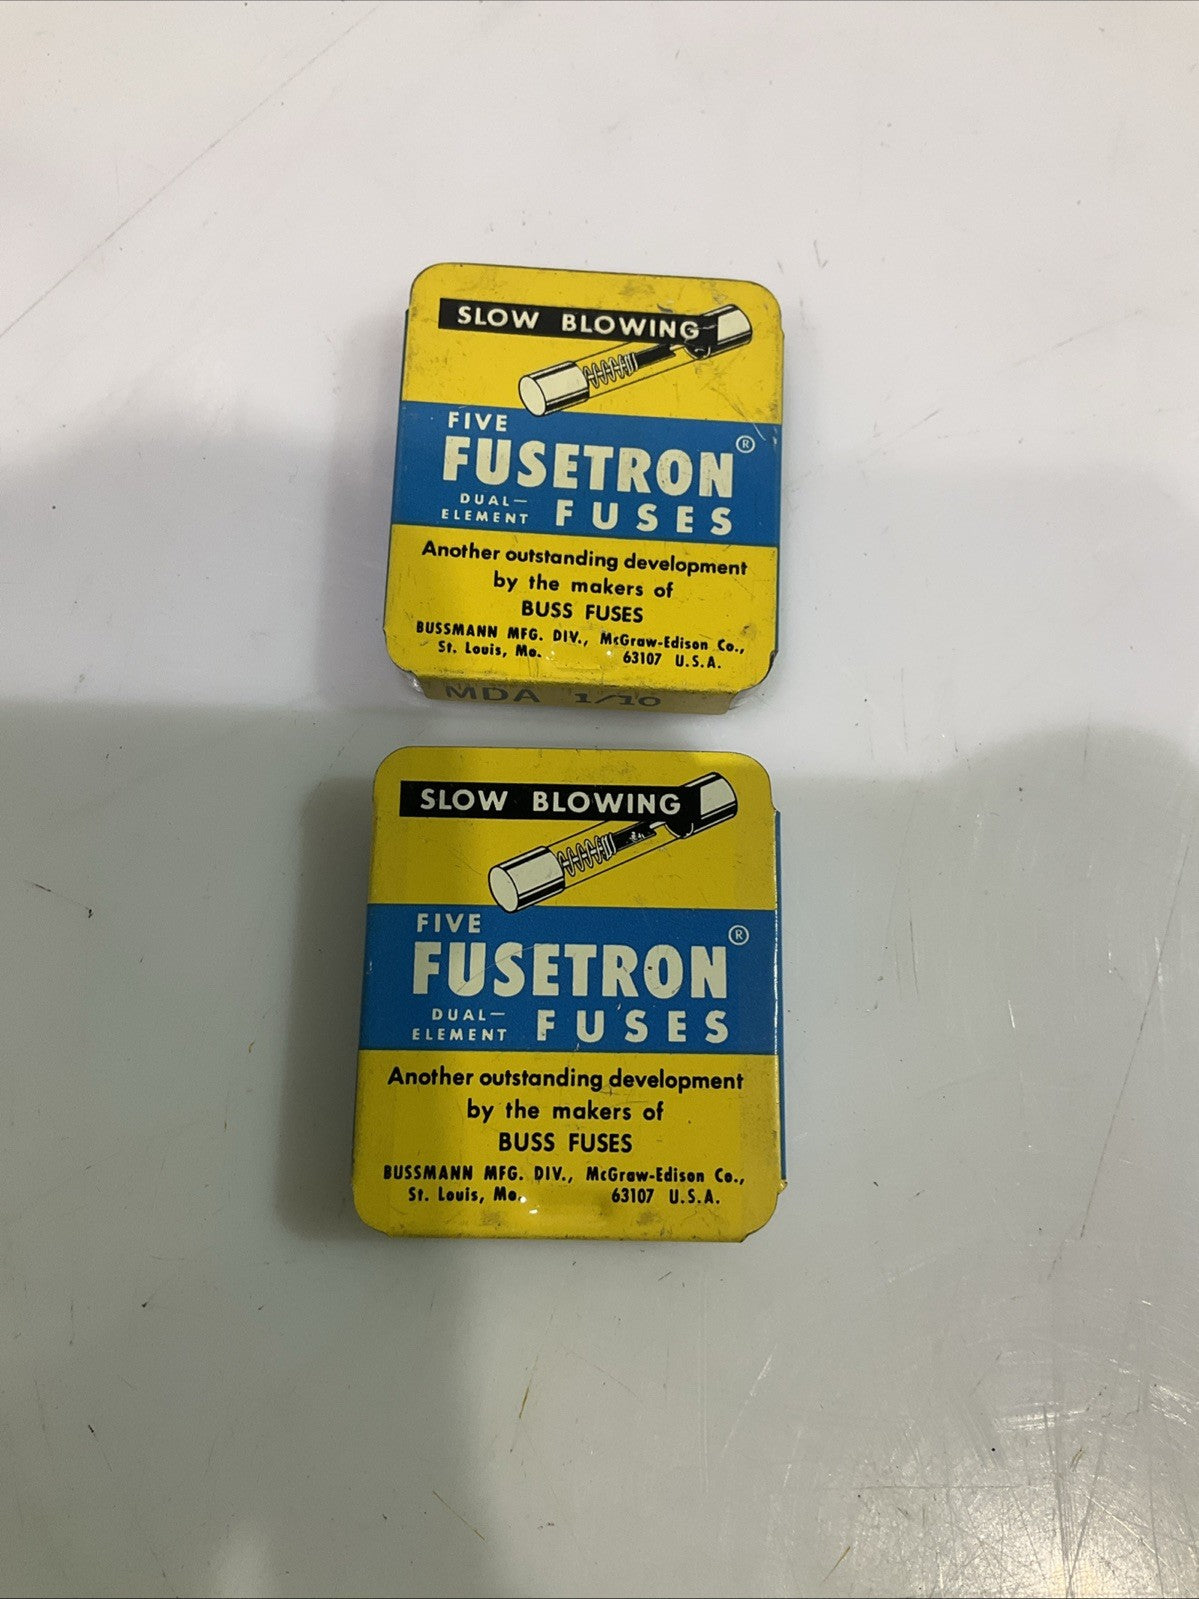 SLOW BLOWING
FIVE
FUSETRON®
DUAL—
ELEMENT FUSES
Another outstanding development
by the makers of
BUSS FUSES
BUSSMANN MFG. DIV., McGraw-Edison Co.,
St. Louis, Mo. 63107 U.S.A.
MDA 1/10
SLOW BLOWING
FIVE
FUSETRON®
DUAL—
ELEMENT FUSES
Another outstanding development
by the makers of
BUSS FUSES
BUSSMANN MFG. DIV., McGraw-Edison Co.,
St. Louis, Mo. 63107 U.S.A.